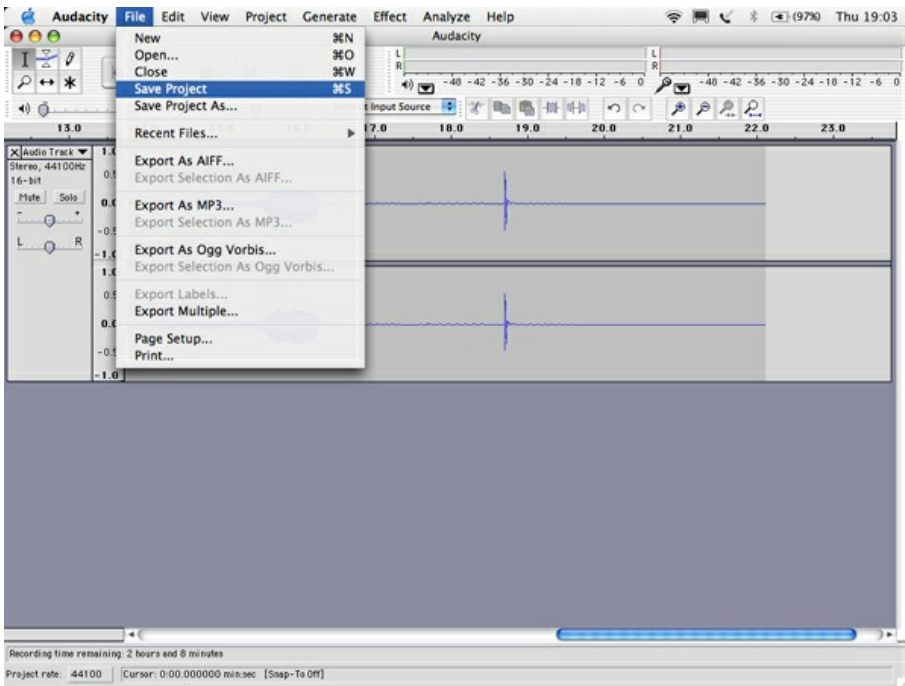 Audacity File Edit View Project Generate Effect Analyze Help (97%) Thu 19:03
Audacity
New ⌘N
Open... ⌘O
Close ⌘W
Save Project ⌘S
Save Project As...
Recent Files...
Export As AIFF...
Export Selection As AIFF...
Export As MP3...
Export Selection As MP3...
Export As Ogg Vorbis...
Export Selection As Ogg Vorbis...
Export Labels...
Export Multiple...
Page Setup...
Print...
L
R
-48 -42 -36 -30 -24 -18 -12 -6 0
L
R
-48 -42 -36 -30 -24 -18 -12 -6 0
Input Source
13.0 17.0 18.0 19.0 20.0 21.0 22.0 23.0
X Audio Track
Stereo, 44100Hz
16-bit
Mute Solo
- +
L R
1.0
0.5
0.0
-0.5
-1.0
1.0
0.5
0.0
-0.5
-1.0
Recording time remaining: 2 hours and 8 minutes
Project rate: 44100 Cursor: 0:00.000000 min:sec [Snap-To Off]